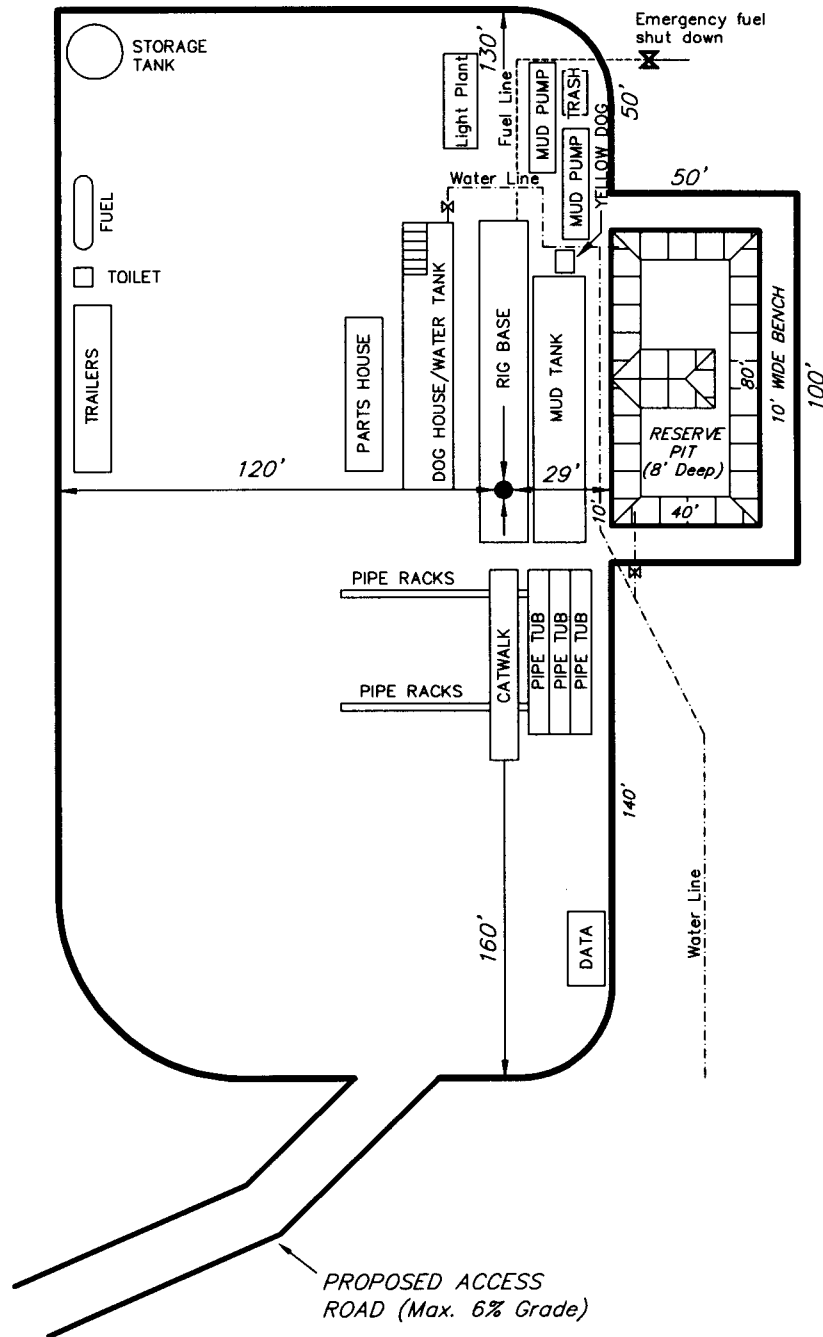 Emergency fuel
shut down
STORAGE
TANK
130'
Light Plant
Fuel Line
MUD PUMP
TRASH
50'
MUD PUMP
YELLOW DOG
Water Line
50'
FUEL
TOILET
TRAILERS
PARTS HOUSE
DOG HOUSE/WATER TANK
RIG BASE
MUD TANK
80'
10' WIDE BENCH
100'
RESERVE
PIT
(8' Deep)
120'
29'
10'
40'
PIPE RACKS
CATWALK
PIPE TUB
PIPE TUB
PIPE TUB
PIPE RACKS
140'
160'
DATA
Water Line
PROPOSED ACCESS
ROAD (Max. 6% Grade)